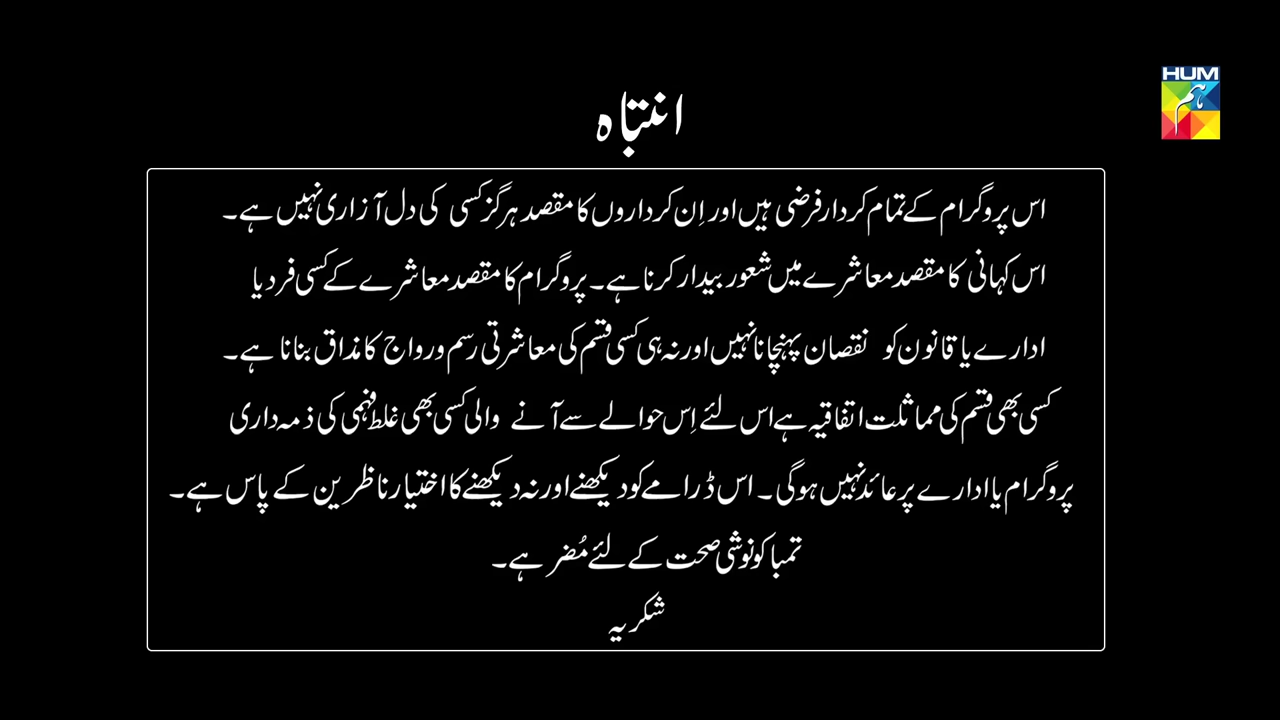 HUM
ہم
انتباہ
اس پروگرام کے تمام کردار فرضی ہیں اور اِن کرداروں کا مقصد ہرگز کسی کی دل آزاری نہیں ہے۔
اس کہانی کا مقصد معاشرے میں شعور بیدار کرنا ہے۔ پروگرام کا مقصد معاشرے کے کسی فرد یا
ادارے یا قانون کو نقصان پہنچانا نہیں اور نہ ہی کسی قسم کی معاشرتی رسم و رواج کا مذاق بنانا ہے۔
کسی بھی قسم کی مماثلت اتفاقیہ ہے اس لئے اِس حوالے سے آنے والی کسی بھی غلط فہمی کی ذمہ داری
پروگرام یا ادارے پر عائد نہیں ہوگی۔ اس ڈرامے کو دیکھنے اور نہ دیکھنے کا اختیار ناظرین کے پاس ہے۔
تمباکو نوشی صحت کے لئے مُضر ہے۔
شکریہ